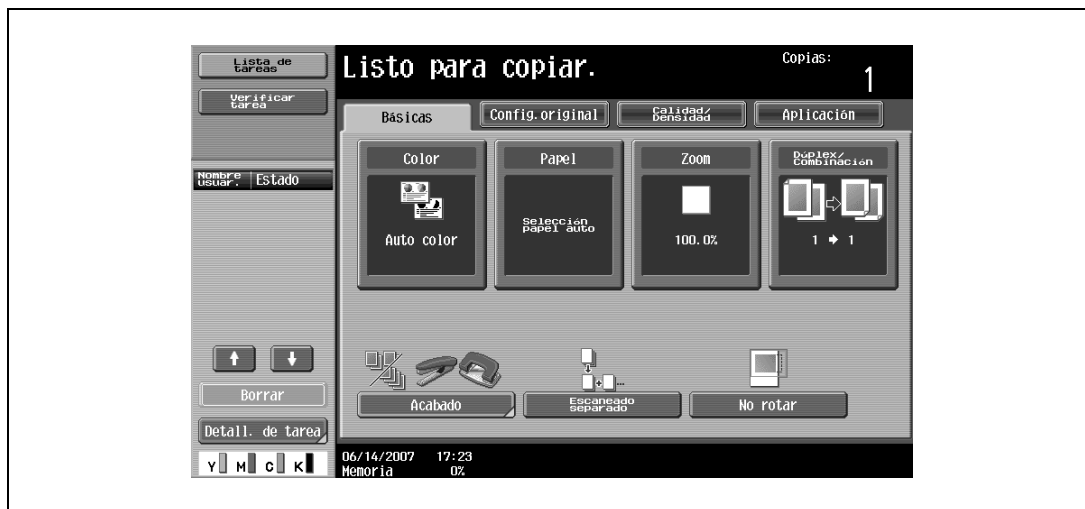 Lista de
tareas
Verificar
tarea
Nombre
usuar.
Estado
Borrar
Detall. de tarea
Y M C K
Listo para copiar.
Copias:
1
Básicas
Config.original
Calidad/
Densidad
Aplicación
Color
Auto color
Papel
Selección
papel auto
Zoom
100.0%
Dúplex/
Combinación
1 → 1
Acabado
Escaneado
separado
No rotar
06/14/2007 17:23
Memoria 0%